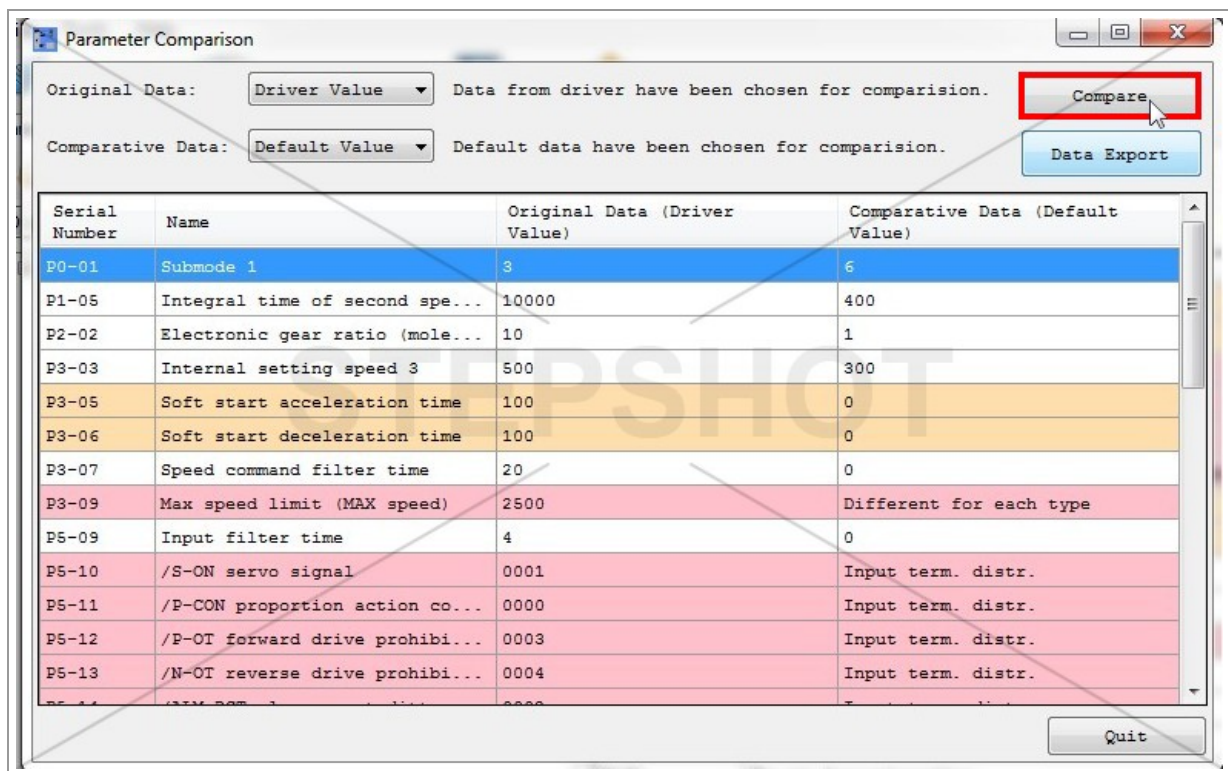 Parameter Comparison
Original Data: Driver Value Data from driver have been chosen for comparision. Compare
Comparative Data: Default Value Default data have been chosen for comparision. Data Export
Serial Number Name Original Data (Driver Value) Comparative Data (Default Value)
P0-01 Submode 1 3 6
P1-05 Integral time of second spe... 10000 400
P2-02 Electronic gear ratio (mole... 10 1
P3-03 Internal setting speed 3 500 300
P3-05 Soft start acceleration time 100 0
P3-06 Soft start deceleration time 100 0
P3-07 Speed command filter time 20 0
P3-09 Max speed limit (MAX speed) 2500 Different for each type
P5-09 Input filter time 4 0
P5-10 /S-ON servo signal 0001 Input term. distr.
P5-11 /P-CON proportion action co... 0000 Input term. distr.
P5-12 /P-OT forward drive prohibi... 0003 Input term. distr.
P5-13 /N-OT reverse drive prohibi... 0004 Input term. distr.
Quit
STEPSHOT